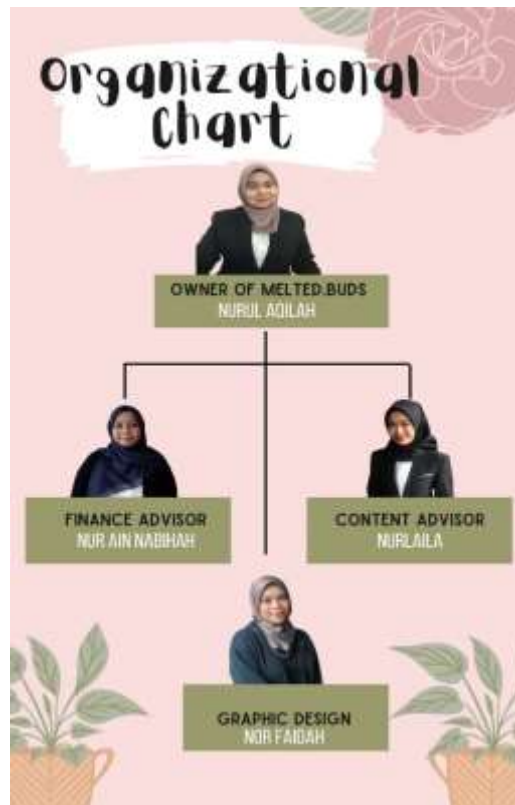 Organizational
Chart
OWNER OF MELTED.BUDS
NURUL AQILAH
FINANCE ADVISOR
NUR AIN NABIHAH
CONTENT ADVISOR
NURLAILA
GRAPHIC DESIGN
NOR FAIDAH